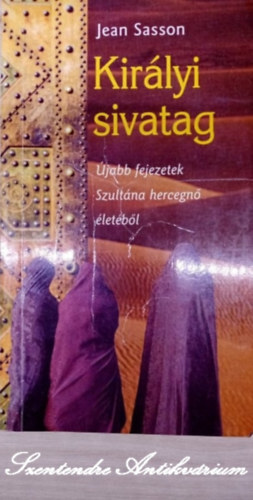 Jean Sasson
Királyi
sivatag
Újabb fejezetek
Szultána hercegnő
életéből
Szentendre Antikvárium